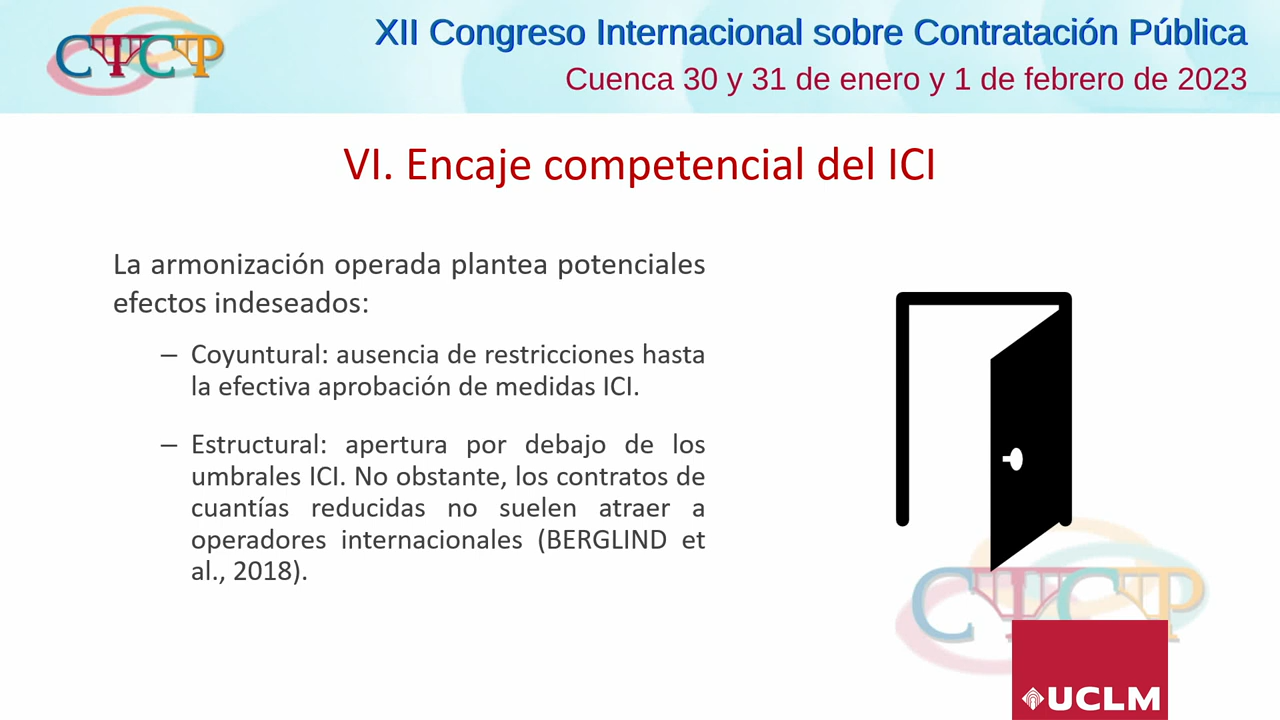 CYCTP
XII Congreso Internacional sobre Contratación Pública
Cuenca 30 y 31 de enero y 1 de febrero de 2023
VI. Encaje competencial del ICI
La armonización operada plantea potenciales
efectos indeseados:
– Coyuntural: ausencia de restricciones hasta
la efectiva aprobación de medidas ICI.
– Estructural: apertura por debajo de los
umbrales ICI. No obstante, los contratos de
cuantías reducidas no suelen atraer a
operadores internacionales (BERGLIND et
al., 2018).
CYCTP
UCLM